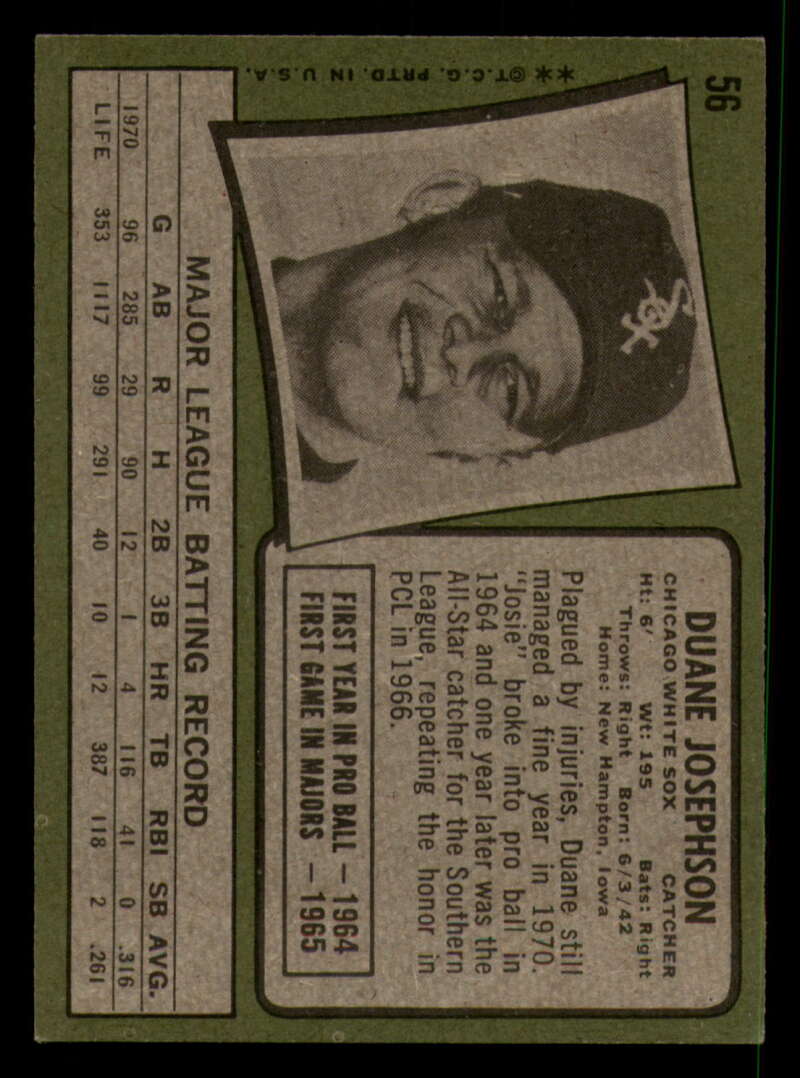 56
**©T.C.G. PRTD. IN U.S.A.
DUANE JOSEPHSON
CHICAGO WHITE SOX CATCHER
Ht: 6' Wt: 195 Bats: Right
Throws: Right Born: 6/3/42
Home: New Hampton, Iowa
Plagued by injuries, Duane still
managed a fine year in 1970.
"Josie" broke into pro ball in
1964 and one year later was the
All-Star catcher for the Southern
League, repeating the honor in
PCL in 1966.
FIRST YEAR IN PRO BALL — 1964
FIRST GAME IN MAJORS — 1965
MAJOR LEAGUE BATTING RECORD
G AB R H 2B 3B HR TB RBI SB AVG.
1970 96 285 29 90 12 1 4 116 41 0 .316
LIFE 353 1117 99 291 40 10 12 387 118 2 .261